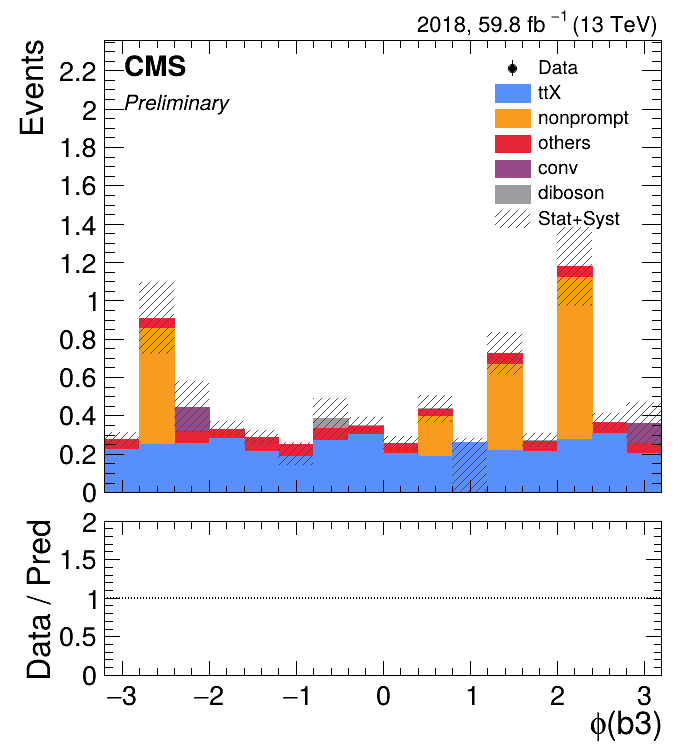 2018, 59.8 fb⁻¹ (13 TeV)
CMS
Preliminary
Events
Data
ttX
nonprompt
others
conv
diboson
Stat+Syst
2.2
2
1.8
1.6
1.4
1.2
1
0.8
0.6
0.4
0.2
0
Data / Pred
2
1.5
1
0.5
0
−3 −2 −1 0 1 2 3
ϕ(b3)